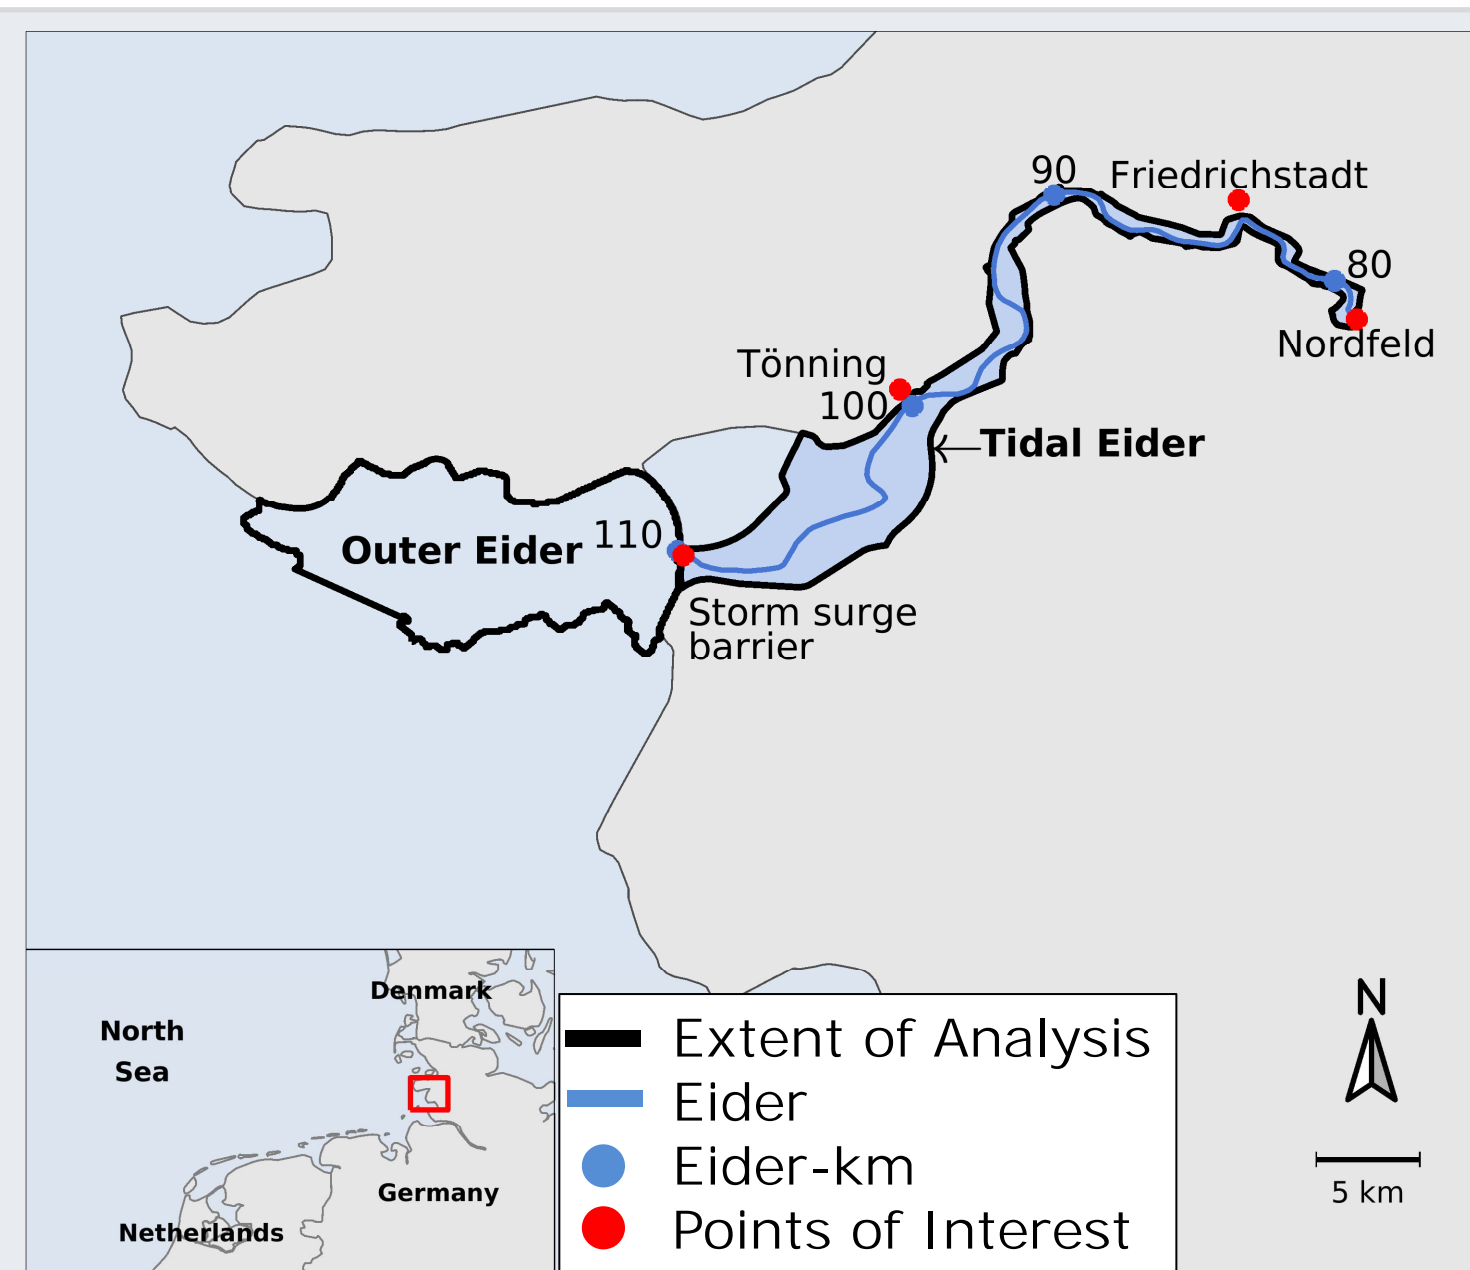 90
Friedrichstadt
80
Nordfeld
Tönning
100
Tidal Eider
Outer Eider
110
Storm surge
barrier
North
Sea
Denmark
Germany
Netherlands
Extent of Analysis
Eider
Eider-km
Points of Interest
N
5 km